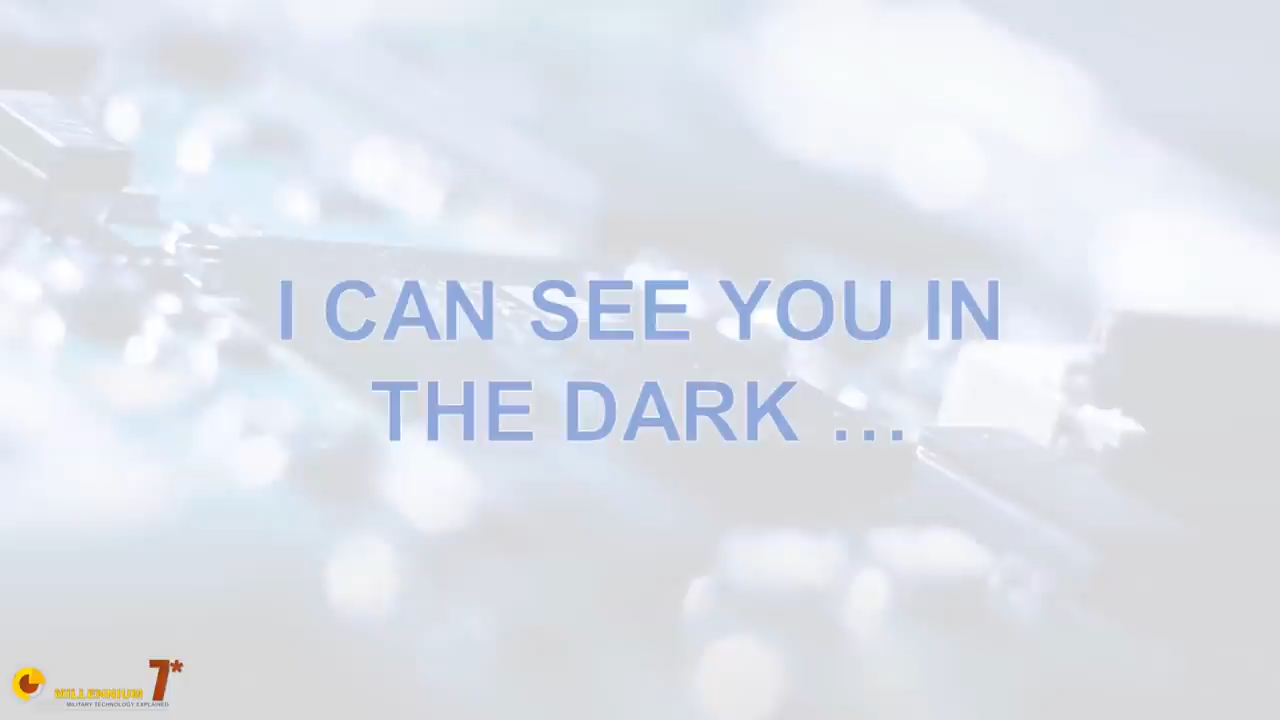 I CAN SEE YOU IN
THE DARK ...
MILLENNIUM 7*
MILITARY TECHNOLOGY EXPLAINED